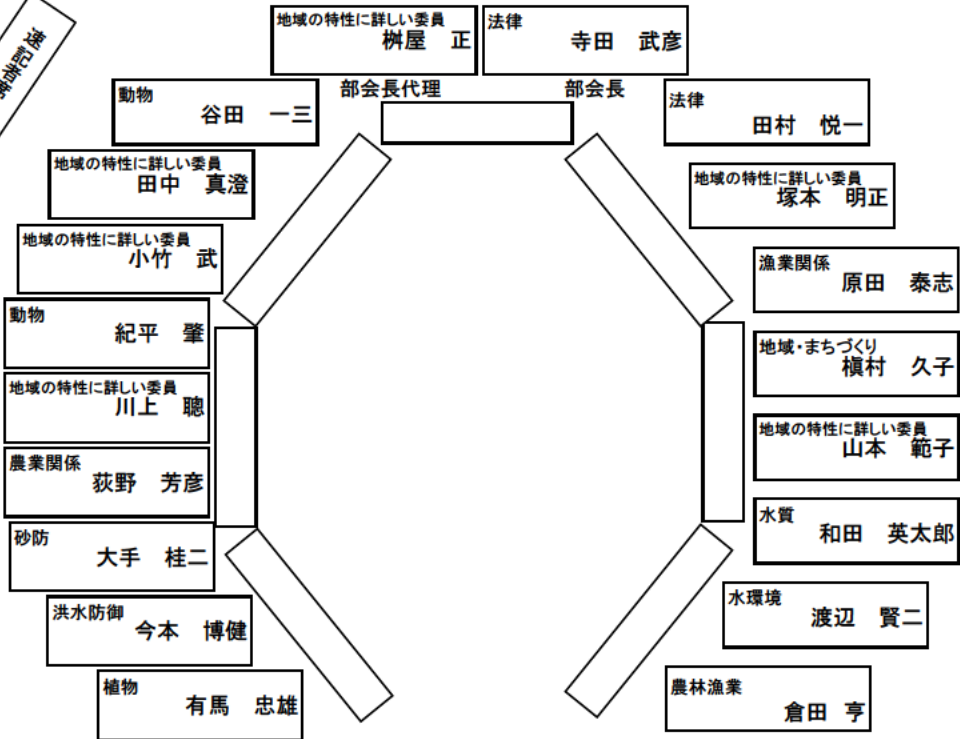 速記者席
地域の特性に詳しい委員
桝屋　正
法律
寺田　武彦
部会長代理
部会長
動物
谷田　一三
法律
田村　悦一
地域の特性に詳しい委員
田中　真澄
地域の特性に詳しい委員
塚本　明正
地域の特性に詳しい委員
小竹　武
漁業関係
原田　泰志
動物
紀平　肇
地域・まちづくり
槇村　久子
地域の特性に詳しい委員
川上　聰
地域の特性に詳しい委員
山本　範子
農業関係
荻野　芳彦
水質
和田　英太郎
砂防
大手　桂二
水環境
渡辺　賢二
洪水防御
今本　博健
植物
有馬　忠雄
農林漁業
倉田　亨